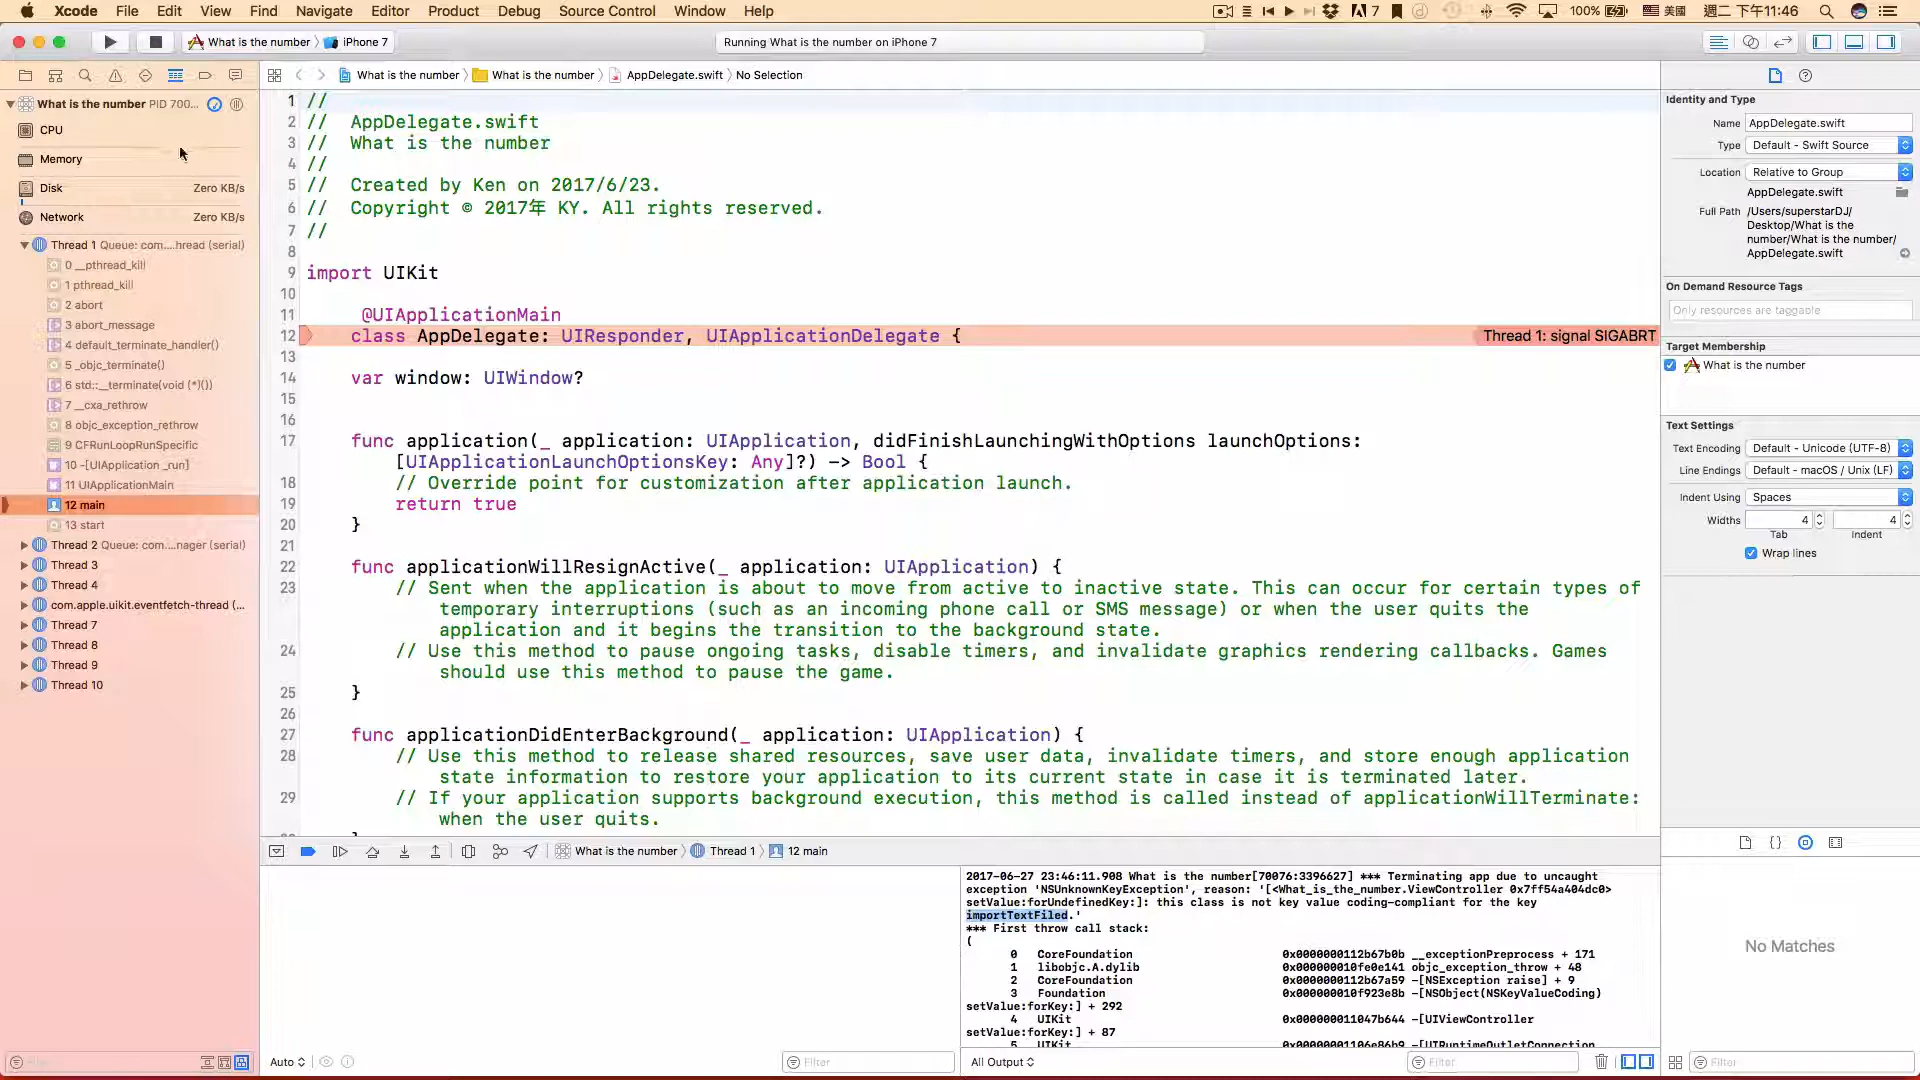 Xcode File Edit View Find Navigate Editor Product Debug Source Control Window Help
7 100% 美國 週二 下午11:46
What is the number iPhone 7
Running What is the number on iPhone 7
What is the number What is the number AppDelegate.swift No Selection
What is the number PID 700...
CPU
Memory
Disk Zero KB/s
Network Zero KB/s
Thread 1 Queue: com....hread (serial)
0 __pthread_kill
1 pthread_kill
2 abort
3 abort_message
4 default_terminate_handler()
5 _objc_terminate()
6 std::__terminate(void (*)())
7 __cxa_rethrow
8 objc_exception_rethrow
9 CFRunLoopRunSpecific
10 -[UIApplication _run]
11 UIApplicationMain
12 main
13 start
Thread 2 Queue: com....nager (serial)
Thread 3
Thread 4
com.apple.uikit.eventfetch-thread (...
Thread 7
Thread 8
Thread 9
Thread 10
1 //
2 //  AppDelegate.swift
3 //  What is the number
4 //
5 //  Created by Ken on 2017/6/23.
6 //  Copyright © 2017年 KY. All rights reserved.
7 //
8
9 import UIKit
10
11 @UIApplicationMain
12 class AppDelegate: UIResponder, UIApplicationDelegate { Thread 1: signal SIGABRT
13
14 var window: UIWindow?
15
16
17 func application(_ application: UIApplication, didFinishLaunchingWithOptions launchOptions:
[UIApplicationLaunchOptionsKey: Any]?) -> Bool {
18 // Override point for customization after application launch.
19 return true
20 }
21
22 func applicationWillResignActive(_ application: UIApplication) {
23 // Sent when the application is about to move from active to inactive state. This can occur for certain types of
temporary interruptions (such as an incoming phone call or SMS message) or when the user quits the
application and it begins the transition to the background state.
24 // Use this method to pause ongoing tasks, disable timers, and invalidate graphics rendering callbacks. Games
should use this method to pause the game.
25 }
26
27 func applicationDidEnterBackground(_ application: UIApplication) {
28 // Use this method to release shared resources, save user data, invalidate timers, and store enough application
state information to restore your application to its current state in case it is terminated later.
29 // If your application supports background execution, this method is called instead of applicationWillTerminate:
when the user quits.
What is the number Thread 1 12 main
2017-06-27 23:46:11.908 What is the number[70076:3396627] *** Terminating app due to uncaught
exception 'NSUnknownKeyException', reason: '[<What_is_the_number.ViewController 0x7ff54a404dc0>
setValue:forUndefinedKey:]: this class is not key value coding-compliant for the key
importTextFiled.'
*** First throw call stack:
(
0 CoreFoundation 0x0000000112b67b0b __exceptionPreprocess + 171
1 libobjc.A.dylib 0x000000010fe0e141 objc_exception_throw + 48
2 CoreFoundation 0x0000000112b67a59 -[NSException raise] + 9
3 Foundation 0x000000010f923e8b -[NSObject(NSKeyValueCoding)
setValue:forKey:] + 292
4 UIKit 0x000000011047b644 -[UIViewController
setValue:forKey:] + 87
5 UIKit 0x00000001106e86b9 -[UIRuntimeOutletConnection
Auto Filter All Output Filter
Identity and Type
Name AppDelegate.swift
Type Default - Swift Source
Location Relative to Group
AppDelegate.swift
Full Path /Users/superstarDJ/
Desktop/What is the
number/What is the number/
AppDelegate.swift
On Demand Resource Tags
Only resources are taggable
Target Membership
What is the number
Text Settings
Text Encoding Default - Unicode (UTF-8)
Line Endings Default - macOS / Unix (LF)
Indent Using Spaces
Widths 4 4
Tab Indent
Wrap lines
No Matches
Filter